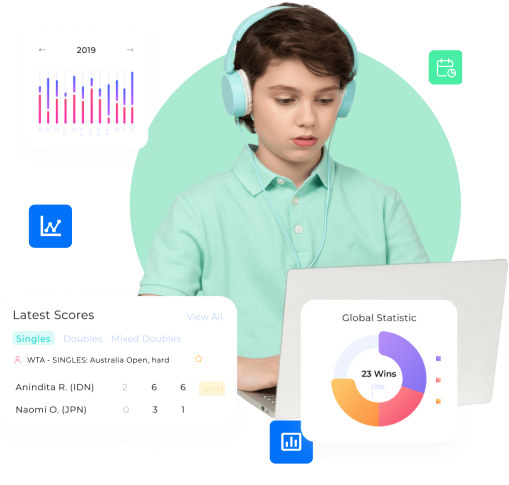 ← 2019 →
Latest Scores View All
Singles Doubles Mixed Doubles
WTA - SINGLES: Australia Open, hard
Anindita R. (IDN) 2 6 6 WIN
Naomi O. (JPN) 0 3 1
Global Statistic
23 Wins